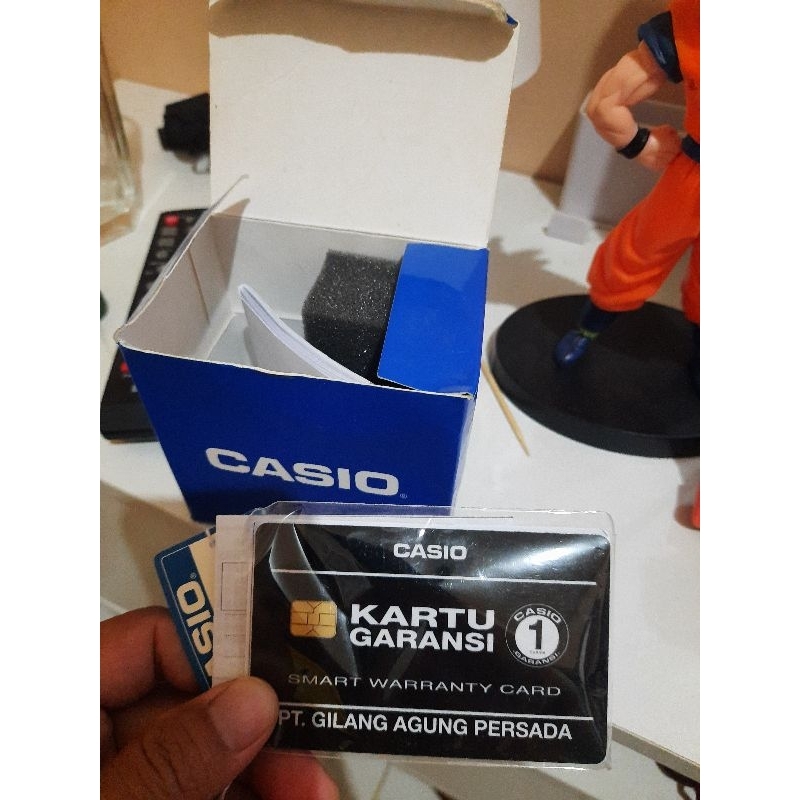 CASIO
SIO
CASIO
KARTU
GARANSI
CASIO
1
GARANSI
SMART WARRANTY CARD
PT. GILANG AGUNG PERSADA